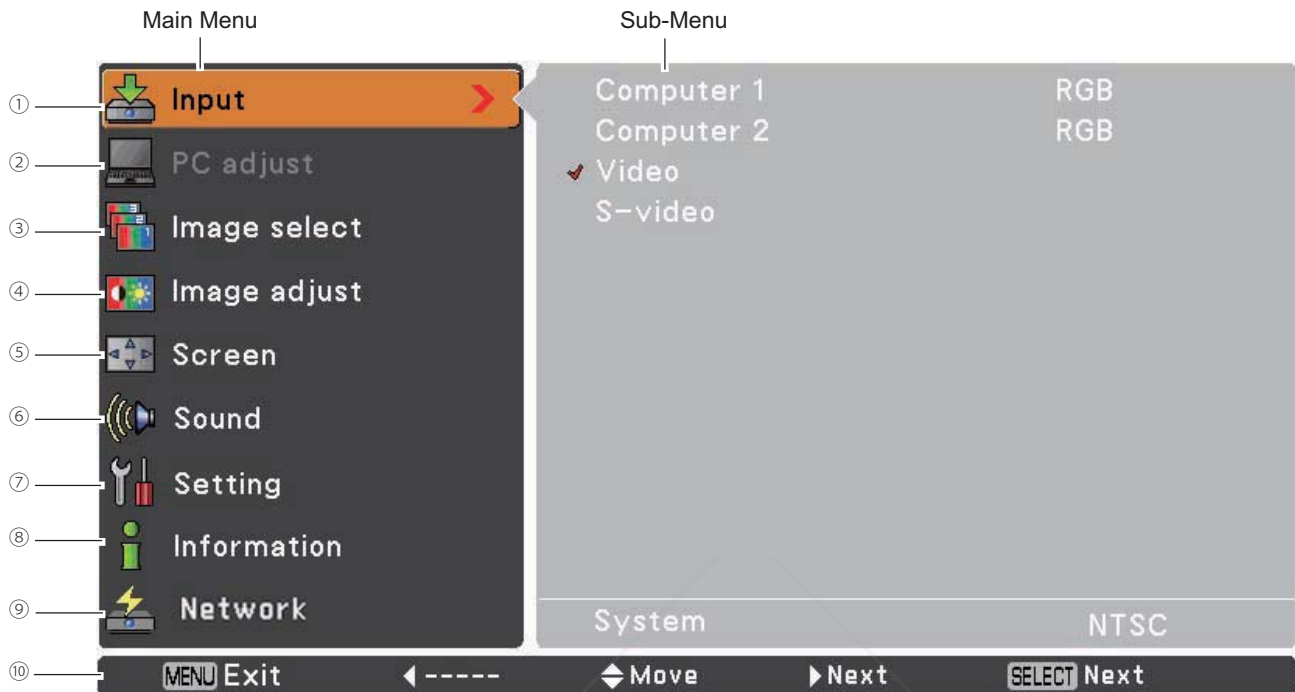 Main Menu Sub-Menu
① Input Computer 1 RGB
Computer 2 RGB
② PC adjust Video
S-video
③ Image select
④ Image adjust
⑤ Screen
⑥ Sound
⑦ Setting
⑧ Information
⑨ Network System NTSC
⑩ MENU Exit ◀----- Move ▶Next SELECT Next